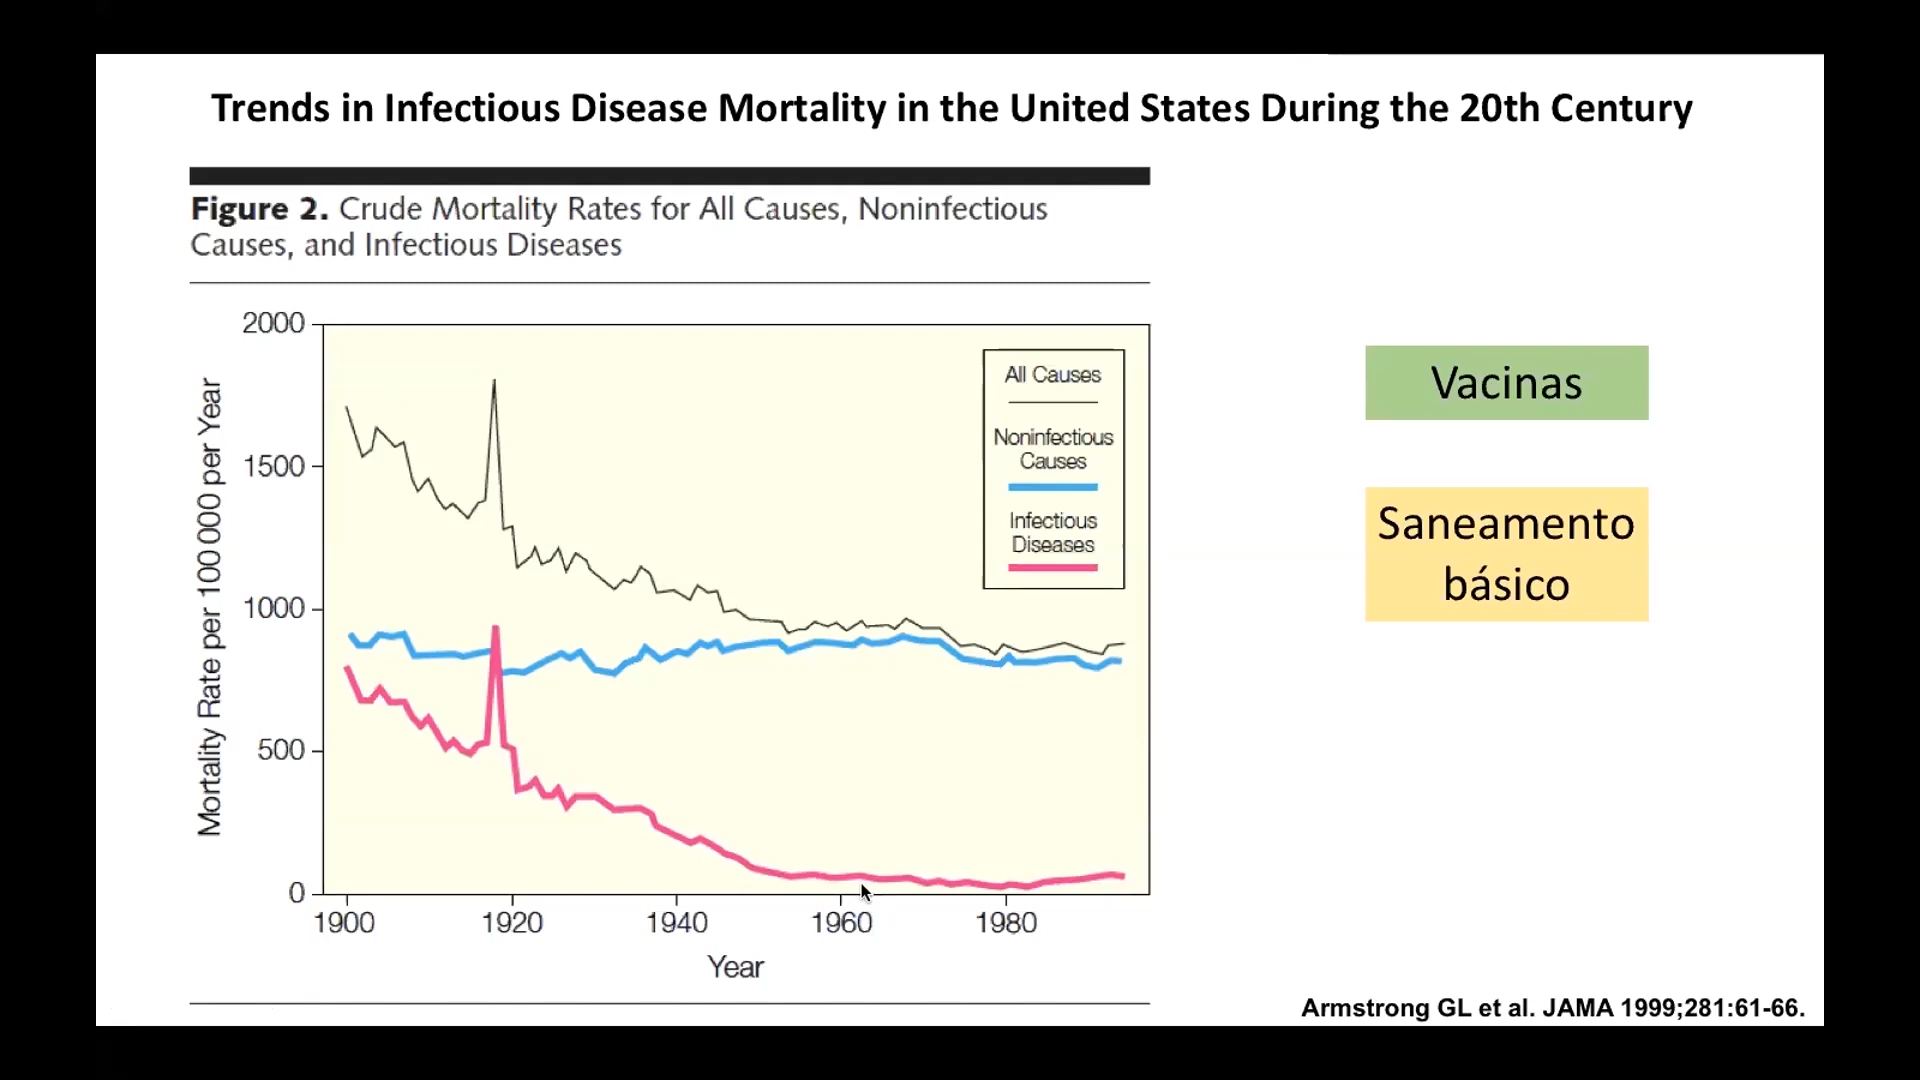 Trends in Infectious Disease Mortality in the United States During the 20th Century
Figure 2. Crude Mortality Rates for All Causes, Noninfectious
Causes, and Infectious Diseases
Mortality Rate per 100 000 per Year
2000
1500
1000
500
0
All Causes
Noninfectious
Causes
Infectious
Diseases
1900
1920
1940
1960
1980
Year
Vacinas
Saneamento
básico
Armstrong GL et al. JAMA 1999;281:61-66.